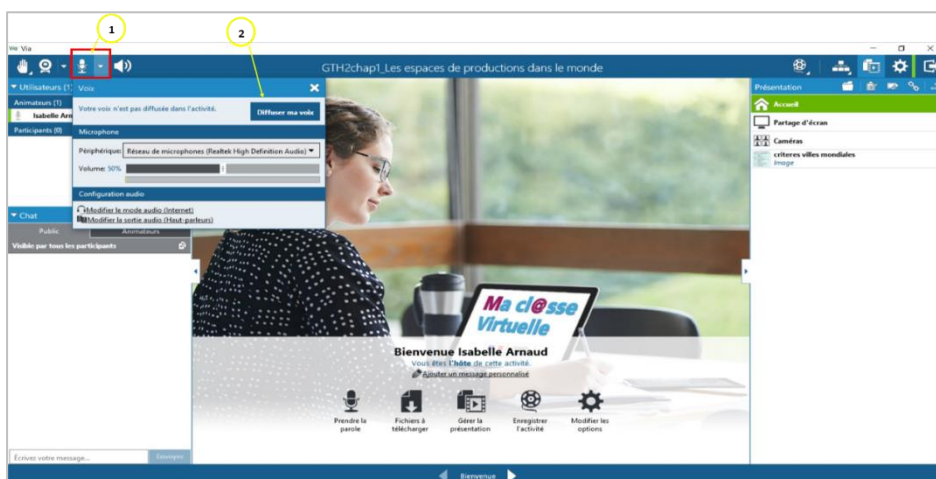 1
2
Via
GTH2chap1_Les espaces de productions dans le monde
Utilisateurs (1)
Animateurs (1)
Isabelle Arn
Participants (0)
Voix
Votre voix n'est pas diffusée dans l'activité.
Diffuser ma voix
Microphone
Périphérique: Réseau de microphones (Realtek High Definition Audio)
Volume: 50%
Configuration audio
Modifier le mode audio (Internet)
Modifier la sortie audio (Haut-parleurs)
Chat
Public
Animateurs
Visible par tous les participants
Ma cl@sse
Virtuelle
Bienvenue Isabelle Arnaud
Vous êtes l'hôte de cette activité.
Ajouter un message personnalisé
Prendre la
parole
Fichiers à
télécharger
Gérer la
présentation
Enregistrer
l'activité
Modifier les
options
Présentation
Accueil
Partage d'écran
Caméras
criteres villes mondiales
Image
Écrivez votre message...
Envoyer
Bienvenue